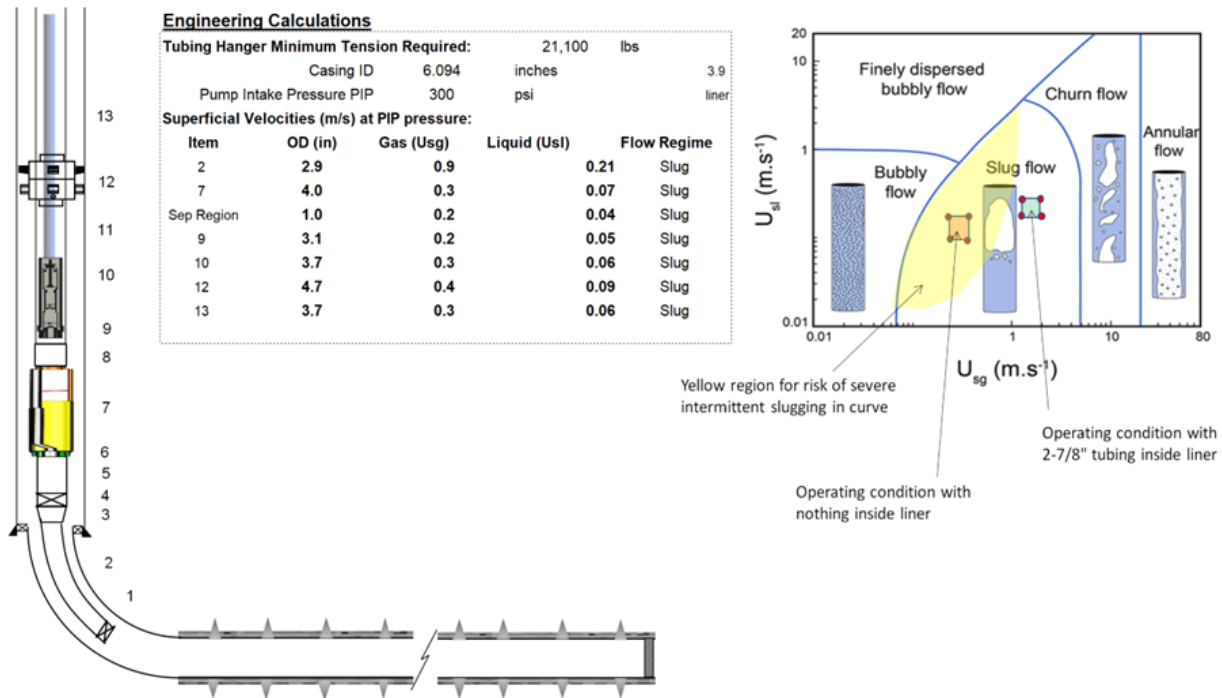 Engineering Calculations
Tubing Hanger Minimum Tension Required: 21,100 lbs
Casing ID 6.094 inches 3.9
Pump Intake Pressure PIP 300 psi liner
Superficial Velocities (m/s) at PIP pressure:
Item OD (in) Gas (Usg) Liquid (Usl) Flow Regime
2 2.9 0.9 0.21 Slug
7 4.0 0.3 0.07 Slug
Sep Region 1.0 0.2 0.04 Slug
9 3.1 0.2 0.05 Slug
10 3.7 0.3 0.06 Slug
12 4.7 0.4 0.09 Slug
13 3.7 0.3 0.06 Slug
13
12
11
10
9
8
7
6
5
4
3
2
1
20
10
1
0.1
0.01
Usl (m.s-1)
Finely dispersed
bubbly flow
Churn flow
Annular
flow
Bubbly
flow
Slug flow
0.01 1 10 80
Usg (m.s-1)
Yellow region for risk of severe
intermittent slugging in curve
Operating condition with
2-7/8" tubing inside liner
Operating condition with
nothing inside liner